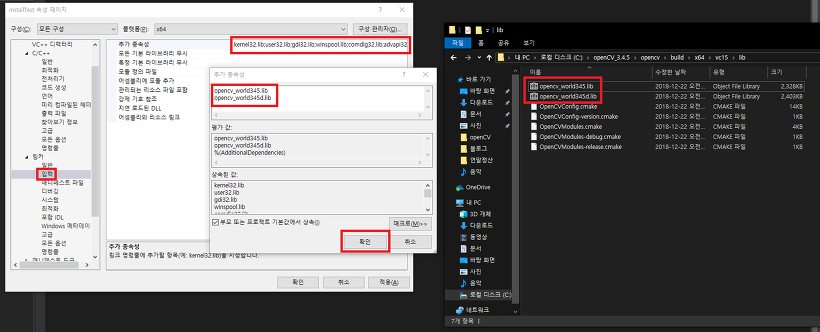 installTest 속성 페이지
구성(C): 모든 구성
플랫폼(P): x64
구성 관리자(O)...
VC++ 디렉터리
C/C++
일반
최적화
전처리기
코드 생성
언어
미리 컴파일된 헤더
출력 파일
찾아보기 정보
고급
모든 옵션
명령줄
링커
일반
입력
매니페스트 파일
디버깅
시스템
최적화
포함 IDL
Windows 메타데이
고급
모든 옵션
명령줄
매니페스트 도구
추가 종속성 kernel32.lib;user32.lib;gdi32.lib;winspool.lib;comdlg32.lib;advapi32
모든 기본 라이브러리 무시
특정 기본 라이브러리 무시
모듈 정의 파일
어셈블리에 모듈 추가
관리되는 리소스 파일 포함
강제 기호 참조
지연 로드된 DLL
어셈블리와 리소스 링크
추가 종속성
링크 명령줄에 추가할 항목(예: kernel32.lib)을 지정합니다.
확인 취소 적용(A)
추가 종속성
opencv_world345.lib
opencv_world345d.lib
평가 값:
opencv_world345.lib
opencv_world345d.lib
%(AdditionalDependencies)
상속된 값:
kernel32.lib
user32.lib
gdi32.lib
winspool.lib
부모 또는 프로젝트 기본값에서 상속(I)
매크로(M)>>
확인 취소
lib
파일 홈 공유 보기
내 PC > 로컬 디스크 (C:) > openCV_3.4.5 > opencv > build > x64 > vc15 > lib
바로 가기
바탕 화면
다운로드
문서
사진
openCV
블로그
연말정산
음악
OneDrive
내 PC
3D 개체
다운로드
동영상
문서
바탕 화면
사진
음악
로컬 디스크 (C:)
네트워크
이름 수정한 날짜 유형 크기
opencv_world345.lib 2018-12-22 오전... Object File Library 2,328KB
opencv_world345d.lib 2018-12-22 오전... Object File Library 2,403KB
OpenCVConfig.cmake 2018-12-22 오전... CMAKE 파일 14KB
OpenCVConfig-version.cmake 2018-12-22 오전... CMAKE 파일 1KB
OpenCVModules.cmake 2018-12-22 오전... CMAKE 파일 4KB
OpenCVModules-debug.cmake 2018-12-22 오전... CMAKE 파일 1KB
OpenCVModules-release.cmake 2018-12-22 오전... CMAKE 파일 1KB
7개 항목